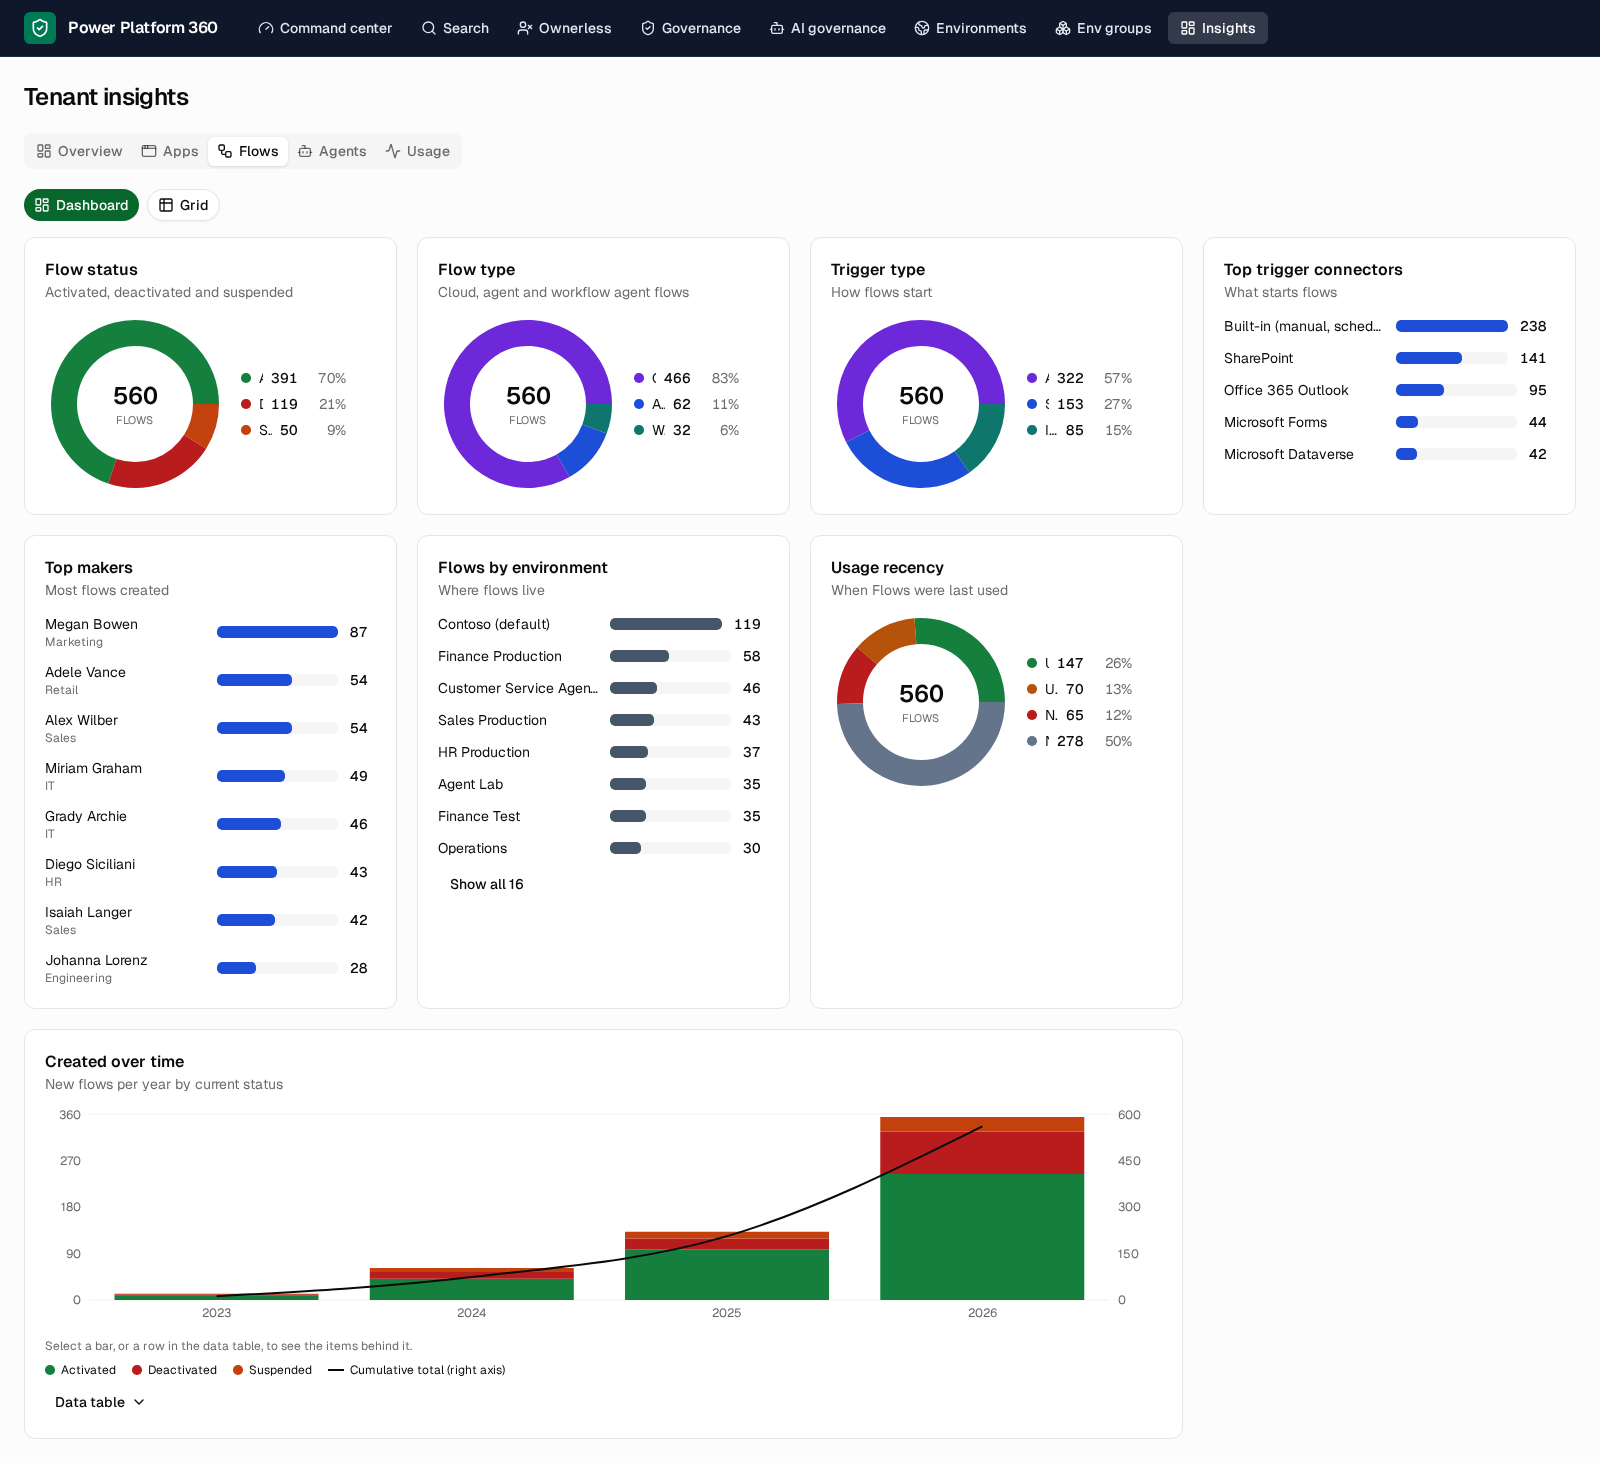 Power Platform 360
Command center
Search
Ownerless
Governance
AI governance
Environments
Env groups
Insights
Tenant insights
Overview
Apps
Flows
Agents
Usage
Dashboard
Grid
Flow status
Activated, deactivated and suspended
560
FLOWS
391 70%
119 21%
S.. 50 9%
Flow type
Cloud, agent and workflow agent flows
560
FLOWS
466 83%
A.. 62 11%
W. 32 6%
Trigger type
How flows start
560
FLOWS
322 57%
153 27%
I... 85 15%
Top trigger connectors
What starts flows
Built-in (manual, sched... 238
SharePoint 141
Office 365 Outlook 95
Microsoft Forms 44
Microsoft Dataverse 42
Top makers
Most flows created
Megan Bowen
Marketing
87
Adele Vance
Retail
54
Alex Wilber
Sales
54
Miriam Graham
IT
49
Grady Archie
IT
46
Diego Siciliani
HR
43
Isaiah Langer
Sales
42
Johanna Lorenz
Engineering
28
Flows by environment
Where flows live
Contoso (default) 119
Finance Production 58
Customer Service Agen... 46
Sales Production 43
HR Production 37
Agent Lab 35
Finance Test 35
Operations 30
Show all 16
Usage recency
When Flows were last used
560
FLOWS
147 26%
U. 70 13%
N. 65 12%
278 50%
Created over time
New flows per year by current status
360
270
180
90
0
600
450
300
150
0
2023
2024
2025
2026
Select a bar, or a row in the data table, to see the items behind it.
Activated
Deactivated
Suspended
Cumulative total (right axis)
Data table